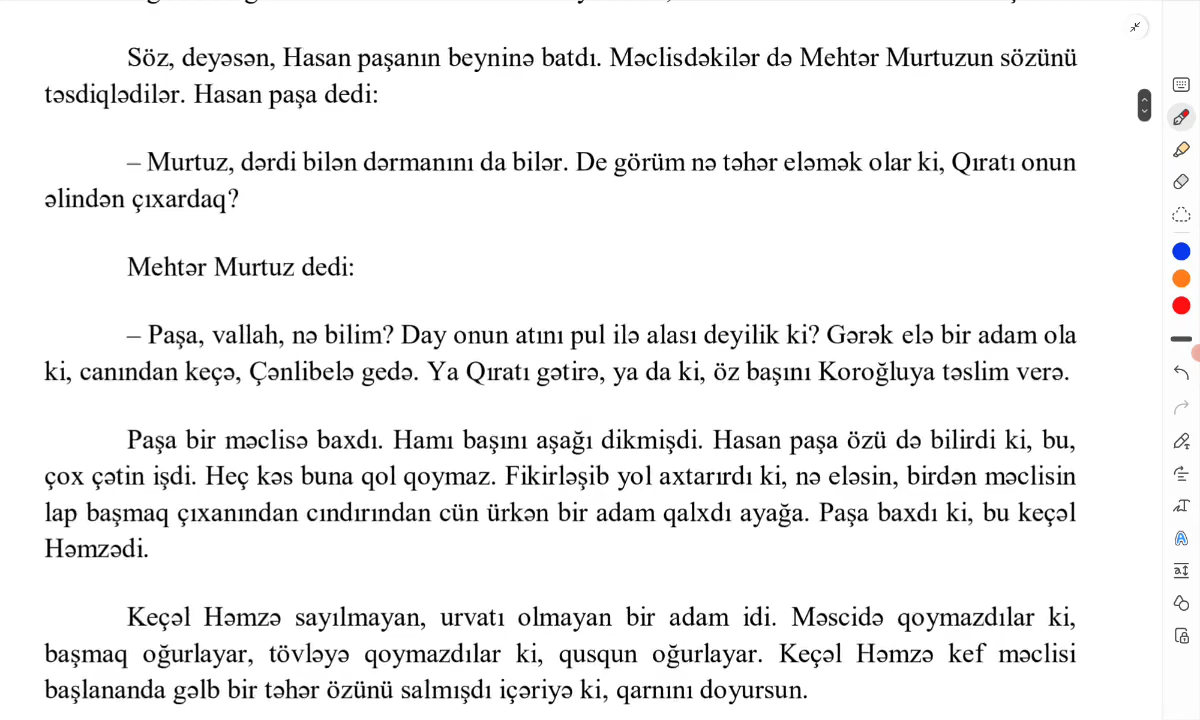 Söz, deyəsən, Hasan paşanın beyninə batdı. Məclisdəkilər də Mehtər Murtuzun sözünü
təsdiqlədilər. Hasan paşa dedi:
– Murtuz, dərdi bilən dərmanını da bilər. De görüm nə təhər eləmək olar ki, Qıratı onun
əlindən çıxardaq?
Mehtər Murtuz dedi:
– Paşa, vallah, nə bilim? Day onun atını pul ilə alası deyilik ki? Gərək elə bir adam ola
ki, canından keçə, Çənlibelə gedə. Ya Qıratı gətirə, ya da ki, öz başını Koroğluya təslim verə.
Paşa bir məclisə baxdı. Hamı başını aşağı dikmişdi. Hasan paşa özü də bilirdi ki, bu,
çox çətin işdi. Heç kəs buna qol qoymaz. Fikirləşib yol axtarırdı ki, nə eləsin, birdən məclisin
lap başmaq çıxanından cındırından cün ürkən bir adam qalxdı ayağa. Paşa baxdı ki, bu keçəl
Həmzədi.
Keçəl Həmzə sayılmayan, urvatı olmayan bir adam idi. Məscidə qoymazdılar ki,
başmaq oğurlayar, tövləyə qoymazdılar ki, qusqun oğurlayar. Keçəl Həmzə kef məclisi
başlananda gəlb bir təhər özünü salmışdı içəriyə ki, qarnını doyursun.